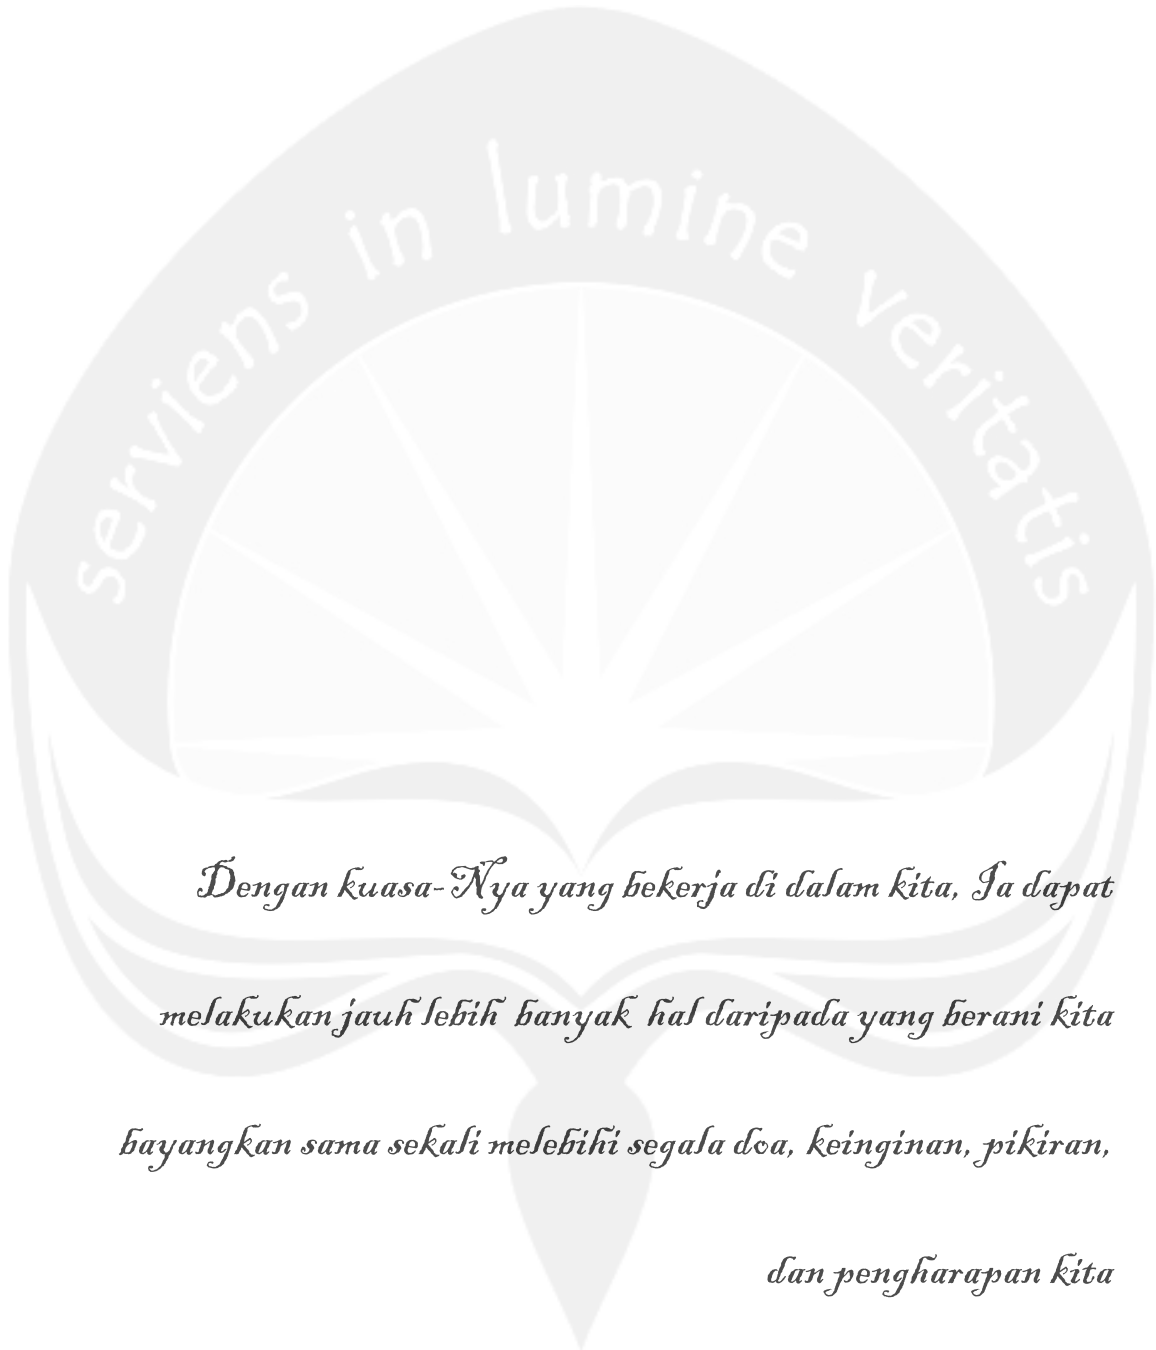 serviens in lumine veritatis
Dengan kuasa-Nya yang bekerja di dalam kita, Ia dapat
melakukan jauh lebih banyak hal daripada yang berani kita
bayangkan sama sekali melebihi segala doa, keinginan, pikiran,
dan pengharapan kita